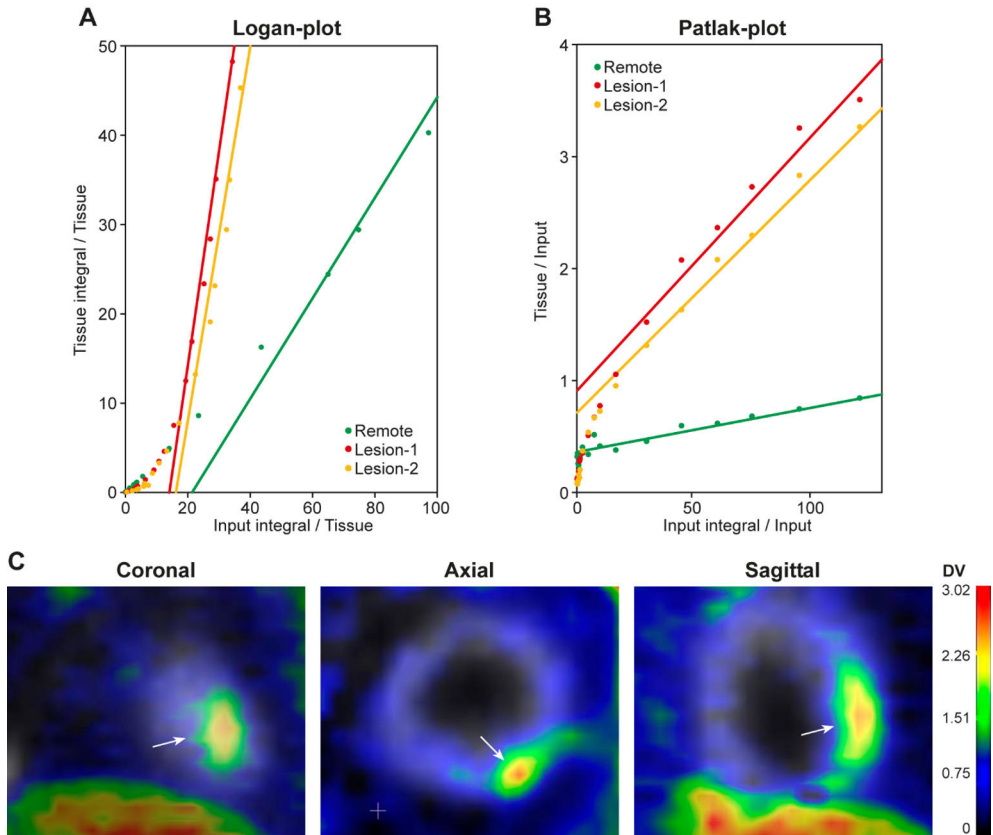 A
Logan-plot
50
40
30
20
10
0
0
20
40
60
80
100
Tissue integral / Tissue
Input integral / Tissue
Remote
Lesion-1
Lesion-2
B
Patlak-plot
4
3
2
1
0
0
50
100
Tissue / Input
Input integral / Input
Remote
Lesion-1
Lesion-2
C
Coronal
Axial
Sagittal
DV
3.02
2.26
1.51
0.75
0